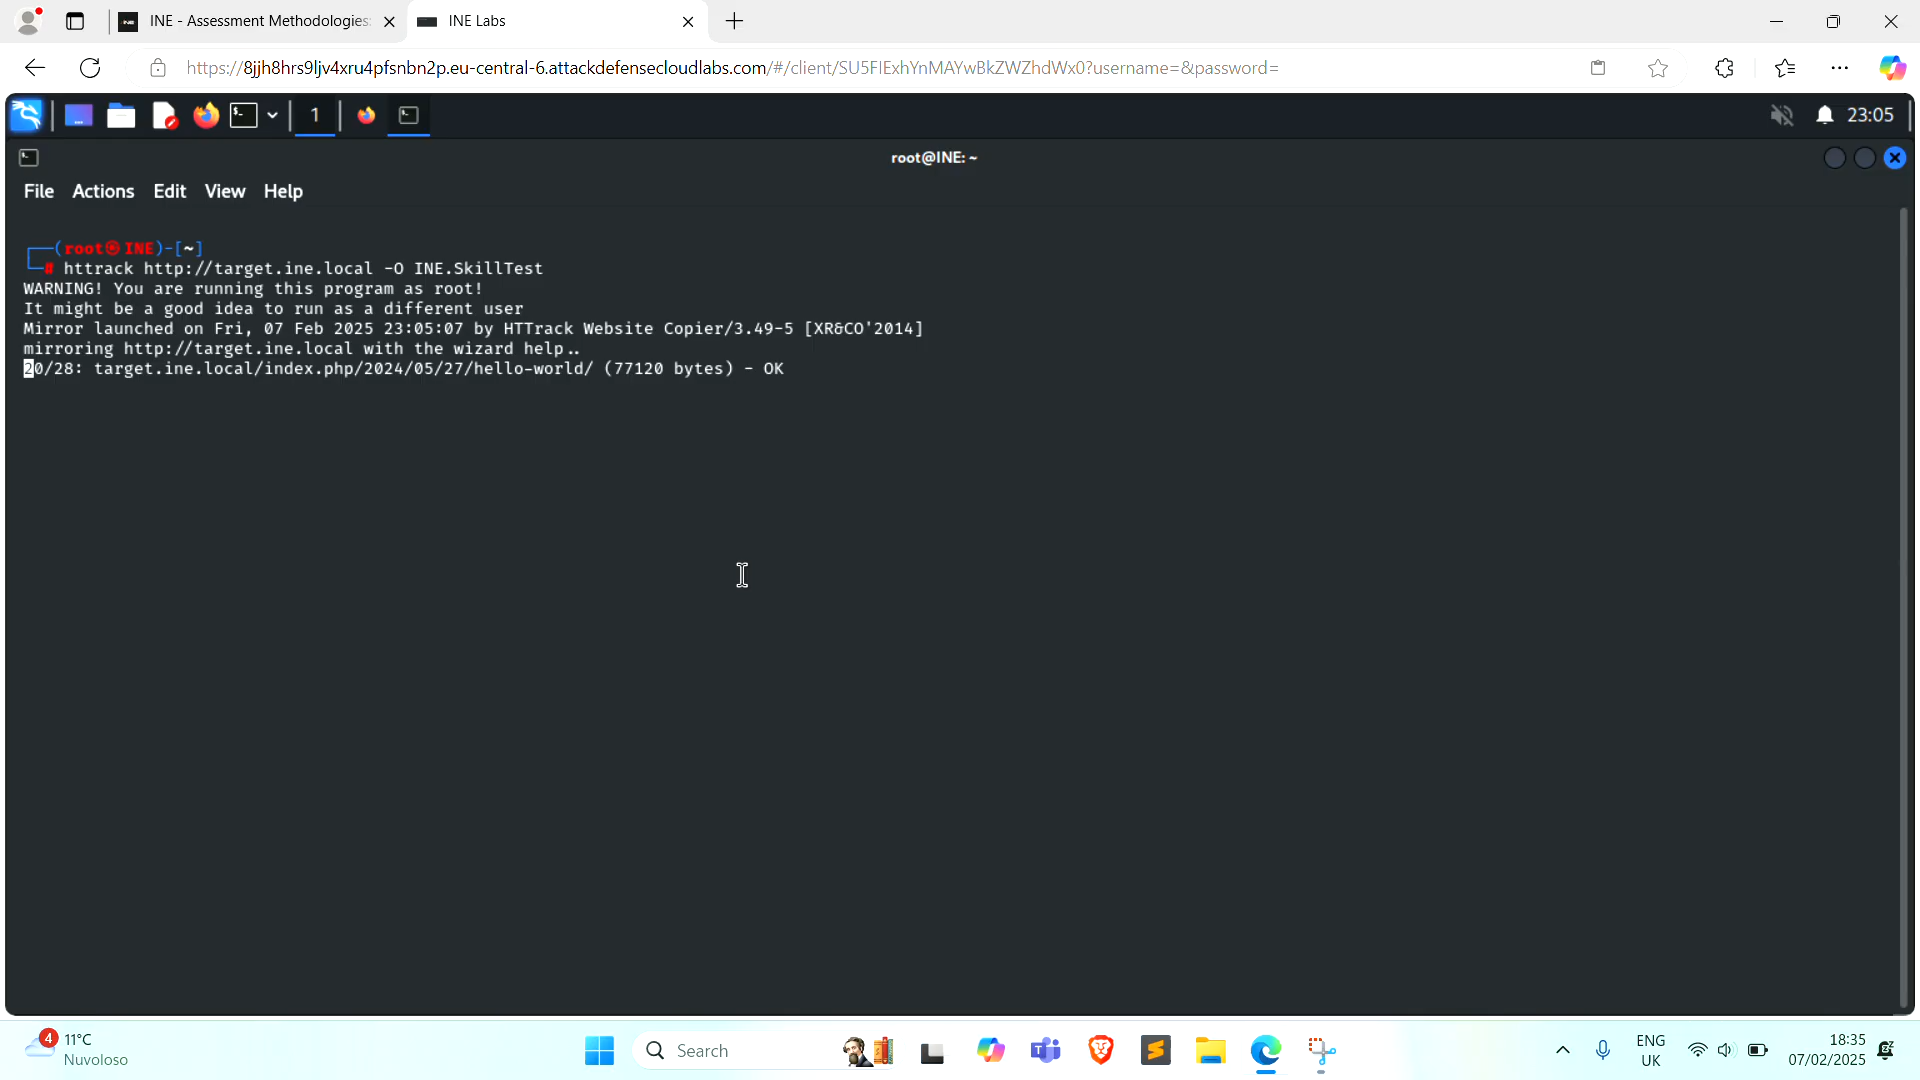 INE - Assessment Methodologies:
INE Labs
https://8jjh8hrs9ljv4xru4pfsnbn2p.eu-central-6.attackdefensecloudlabs.com/#/client/SU5FIExhYnMAYwBkZWZhdWx0?username=&password=
1
23:05
root@INE: ~
File Actions Edit View Help
┌──(root㉿INE)-[~]
└─# httrack http://target.ine.local -O INE.SkillTest
WARNING! You are running this program as root!
It might be a good idea to run as a different user
Mirror launched on Fri, 07 Feb 2025 23:05:07 by HTTrack Website Copier/3.49-5 [XR&CO'2014]
mirroring http://target.ine.local with the wizard help..
20/28: target.ine.local/index.php/2024/05/27/hello-world/ (77120 bytes) - OK
4
11°C
Nuvoloso
Search
ENG
UK
18:35
07/02/2025